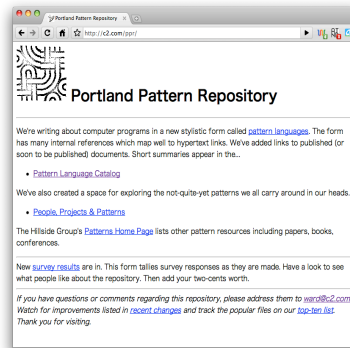 Portland Pattern Repository
http://c2.com/ppr/
Portland Pattern Repository
We're writing about computer programs in a new stylistic form called pattern languages. The form
has many internal references which map well to hypertext links. We've added links to published (or
soon to be published) documents. Short summaries appear in the...
• Pattern Language Catalog
We've also created a space for exploring the not-quite-yet patterns we all carry around in our heads.
• People, Projects & Patterns
The Hillside Group's Patterns Home Page lists other pattern resources including papers, books,
conferences.
New survey results are in. This form tallies survey responses as they are made. Have a look to see
what people like about the repository. Then add your two-cents worth.
If you have questions or comments regarding this repository, please address them to ward@c2.com
Watch for improvements listed in recent changes and track the popular files on our top-ten list.
Thank you for visiting.